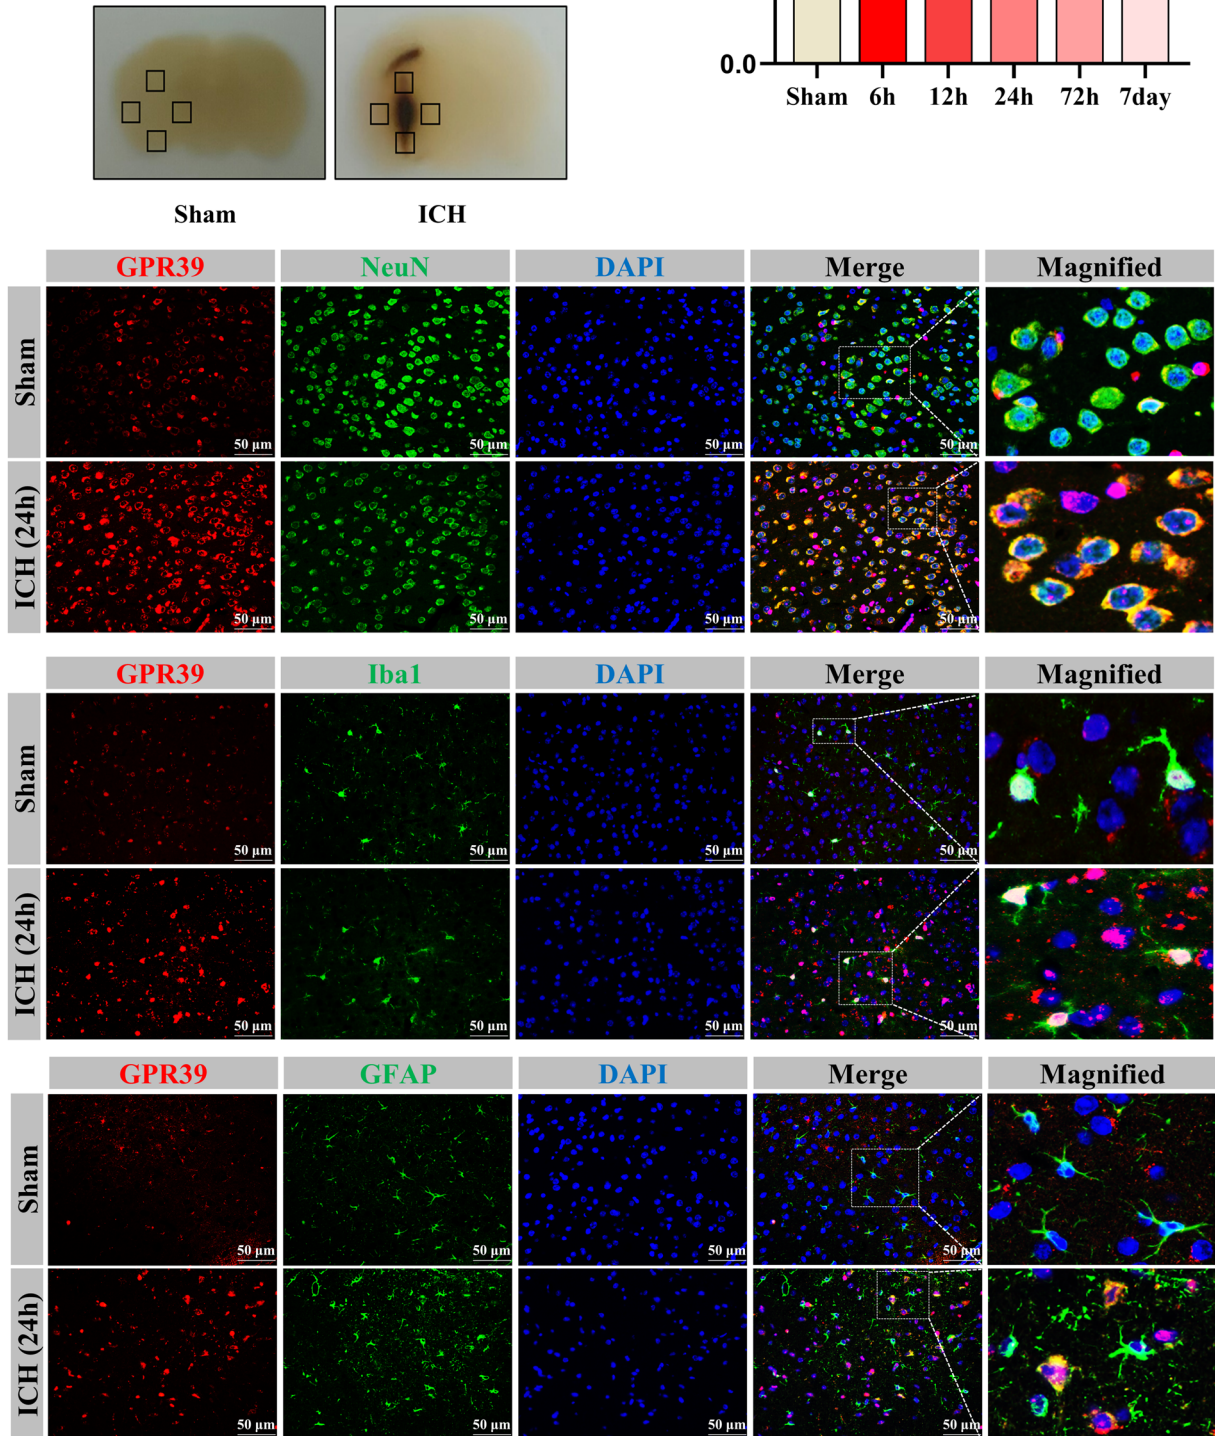 0.0
Sham 6h 12h 24h 72h 7day
Sham ICH
GPR39 NeuN DAPI Merge Magnified
Sham
50 µm 50 µm 50 µm 50 µm
ICH (24h)
50 µm 50 µm 50 µm 50 µm
GPR39 Iba1 DAPI Merge Magnified
Sham
50 µm 50 µm 50 µm 50 µm
ICH (24h)
50 µm 50 µm 50 µm 50 µm
GPR39 GFAP DAPI Merge Magnified
Sham
50 µm 50 µm 50 µm 50 µm
ICH (24h)
50 µm 50 µm 50 µm 50 µm